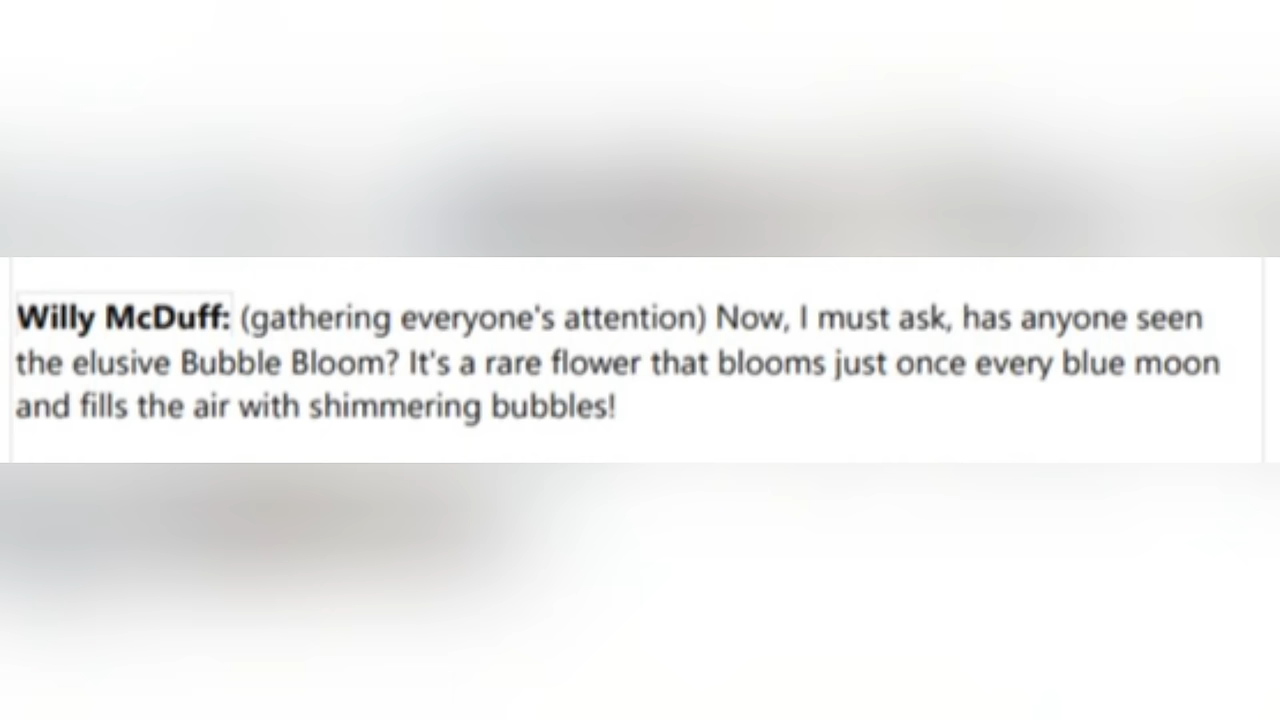 Willy McDuff: (gathering everyone's attention) Now, I must ask, has anyone seen
the elusive Bubble Bloom? It's a rare flower that blooms just once every blue moon
and fills the air with shimmering bubbles!